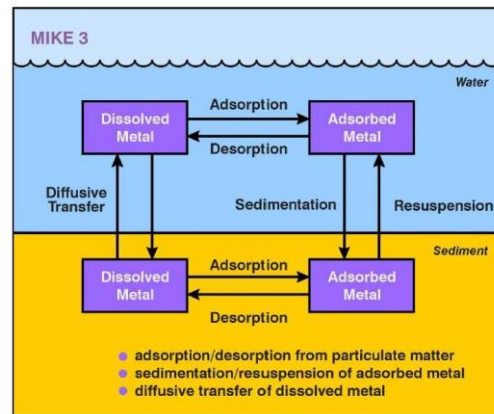 MIKE 3
Water
Adsorption
Dissolved
Metal
Adsorbed
Metal
Desorption
Diffusive
Transfer
Sedimentation
Resuspension
Sediment
Dissolved
Metal
Adsorption
Adsorbed
Metal
Desorption
adsorption/desorption from particulate matter
sedimentation/resuspension of adsorbed metal
diffusive transfer of dissolved metal